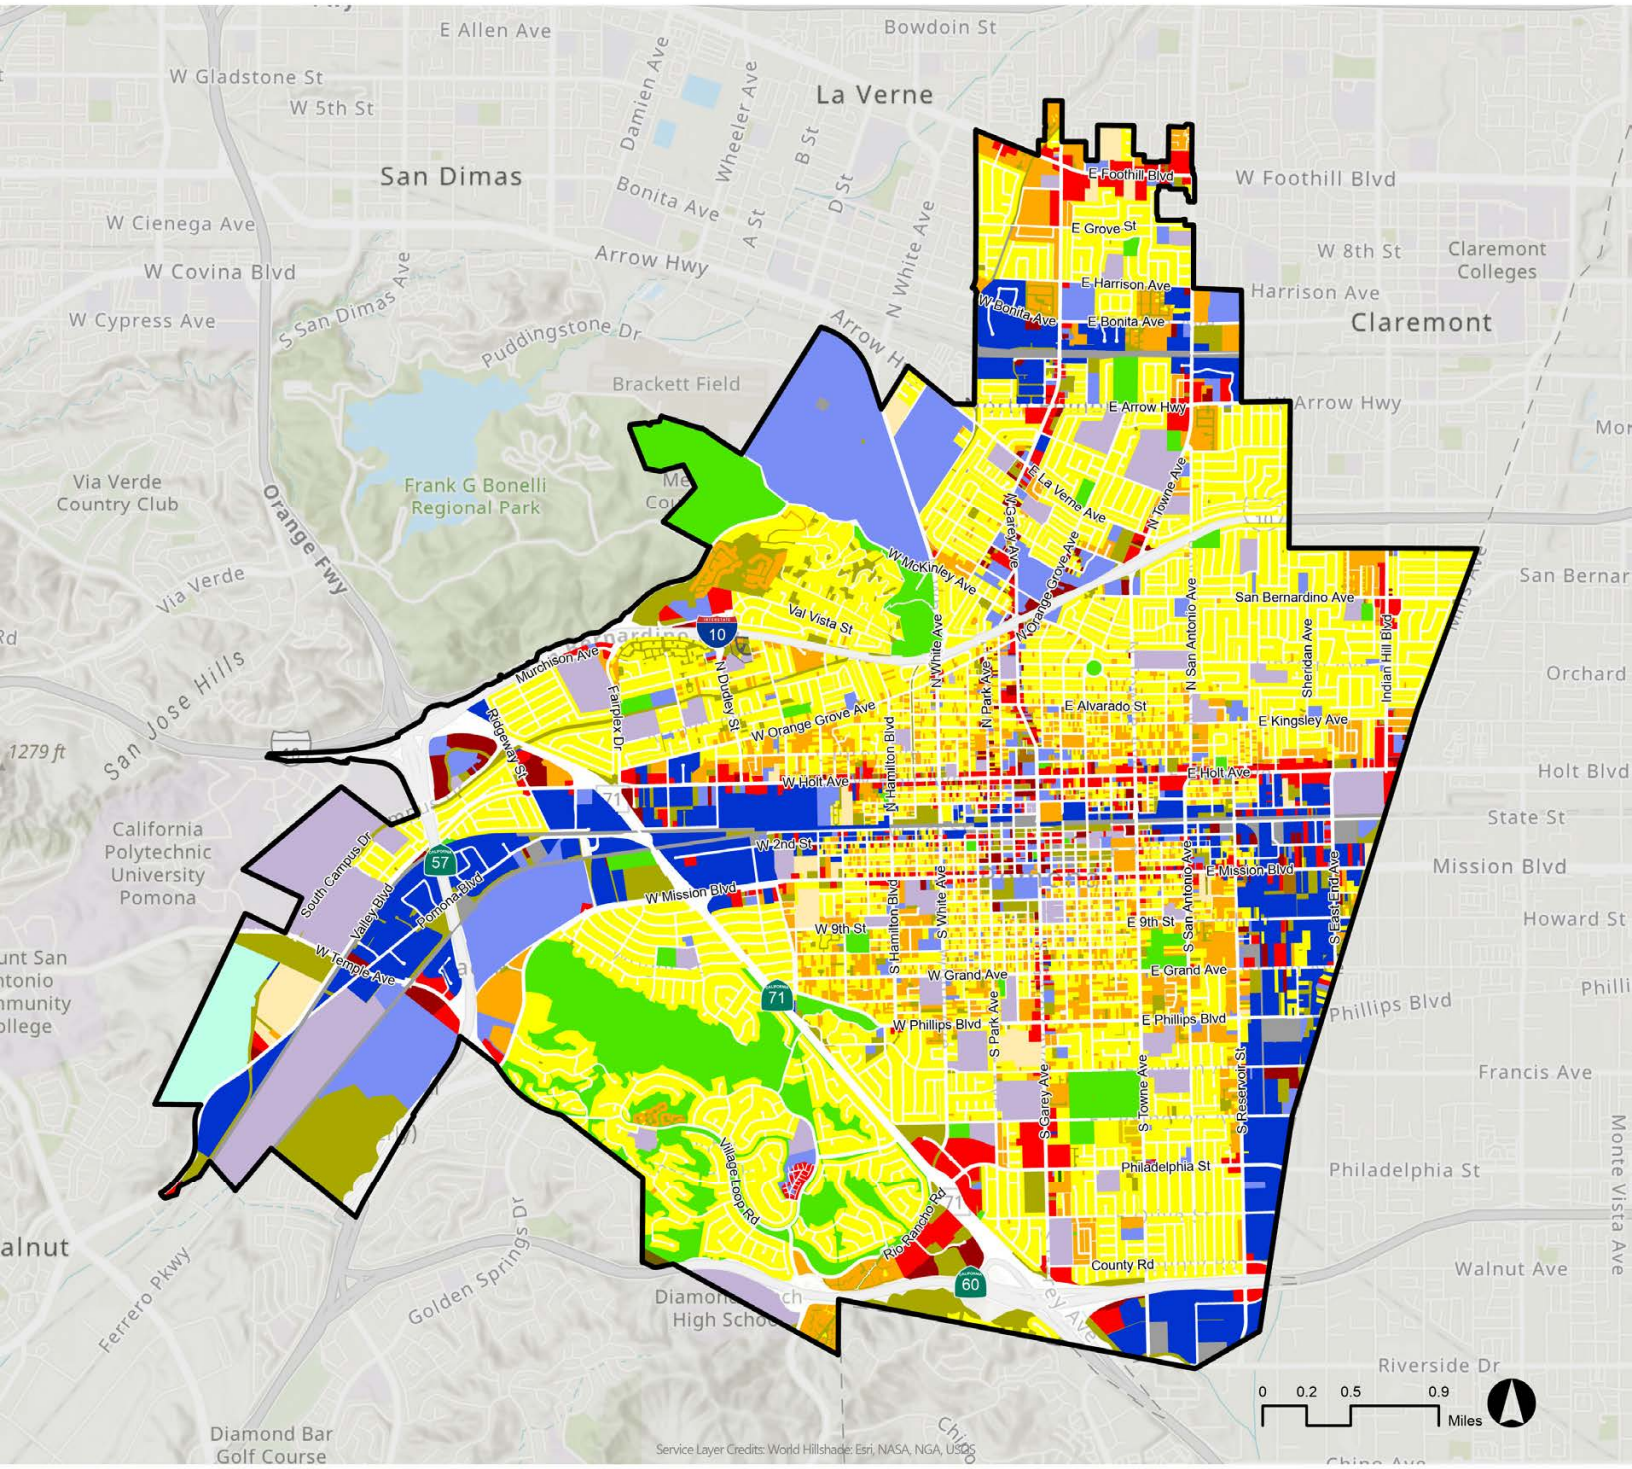 E Allen Ave
Bowdoin St
W Gladstone St
W 5th St
Damien Ave
Wheeler Ave
La Verne
B St
San Dimas
Bonita Ave
D St
E Foothill Blvd
W Foothill Blvd
W Cienega Ave
A St
N White Ave
E Grove St
W 8th St
Claremont
Colleges
Arrow Hwy
W Covina Blvd
S San Dimas Ave
E Harrison Ave
Harrison Ave
W Bonita Ave
W Cypress Ave
Puddingstone Dr
E Bonita Ave
Claremont
Brackett Field
E Arrow Hwy
W Arrow Hwy
Via Verde
Country Club
Frank G Bonelli
Regional Park
Orange Fwy
E La Verne Ave
N Towne Ave
N Garey Ave
10
Via Verde
W McKinley Ave
N Orange Grove Ave
San Bernardino Ave
San Bernar
Val Vista St
10
N White Ave
N San Antonio Ave
Sheridan Ave
Indian Hill Blvd
San Jose Hills
Murchison Ave
N Dudley St
Fairplex Dr
N Park Ave
Orchard
W Orange Grove Ave
E Alvarado St
E Kingsley Ave
Ridgeway St
N Hamilton Blvd
1279 ft
W Holt Ave
E Holt Ave
Holt Blvd
71
State St
California
Polytechnic
University
Pomona
57
W 2nd St
Mission Blvd
South Campus Dr
Valley Blvd
Pomona Blvd
W Mission Blvd
E Mission Blvd
S Hamilton Blvd
S White Ave
S San Antonio Ave
S East End Ave
W 9th St
E 9th St
Howard St
W Temple Ave
W Grand Ave
E Grand Ave
71
W Phillips Blvd
S Park Ave
E Phillips Blvd
Phillips Blvd
Philli
S Garey Ave
S Towne Ave
S Reservoir St
Francis Ave
Village Loop Rd
Philadelphia St
Philadelphia St
Monte Vista Ave
Rio Rancho Rd
71
alnut
Ferrero Pkwy
Golden Springs Dr
County Rd
Walnut Ave
60
High Schoo
Riverside Dr
0 0.2 0.5 0.9
Miles
Diamond Bar
Golf Course
Service Layer Credits: World Hillshade: Esri, NASA, NGA, USGS
Chino Ave